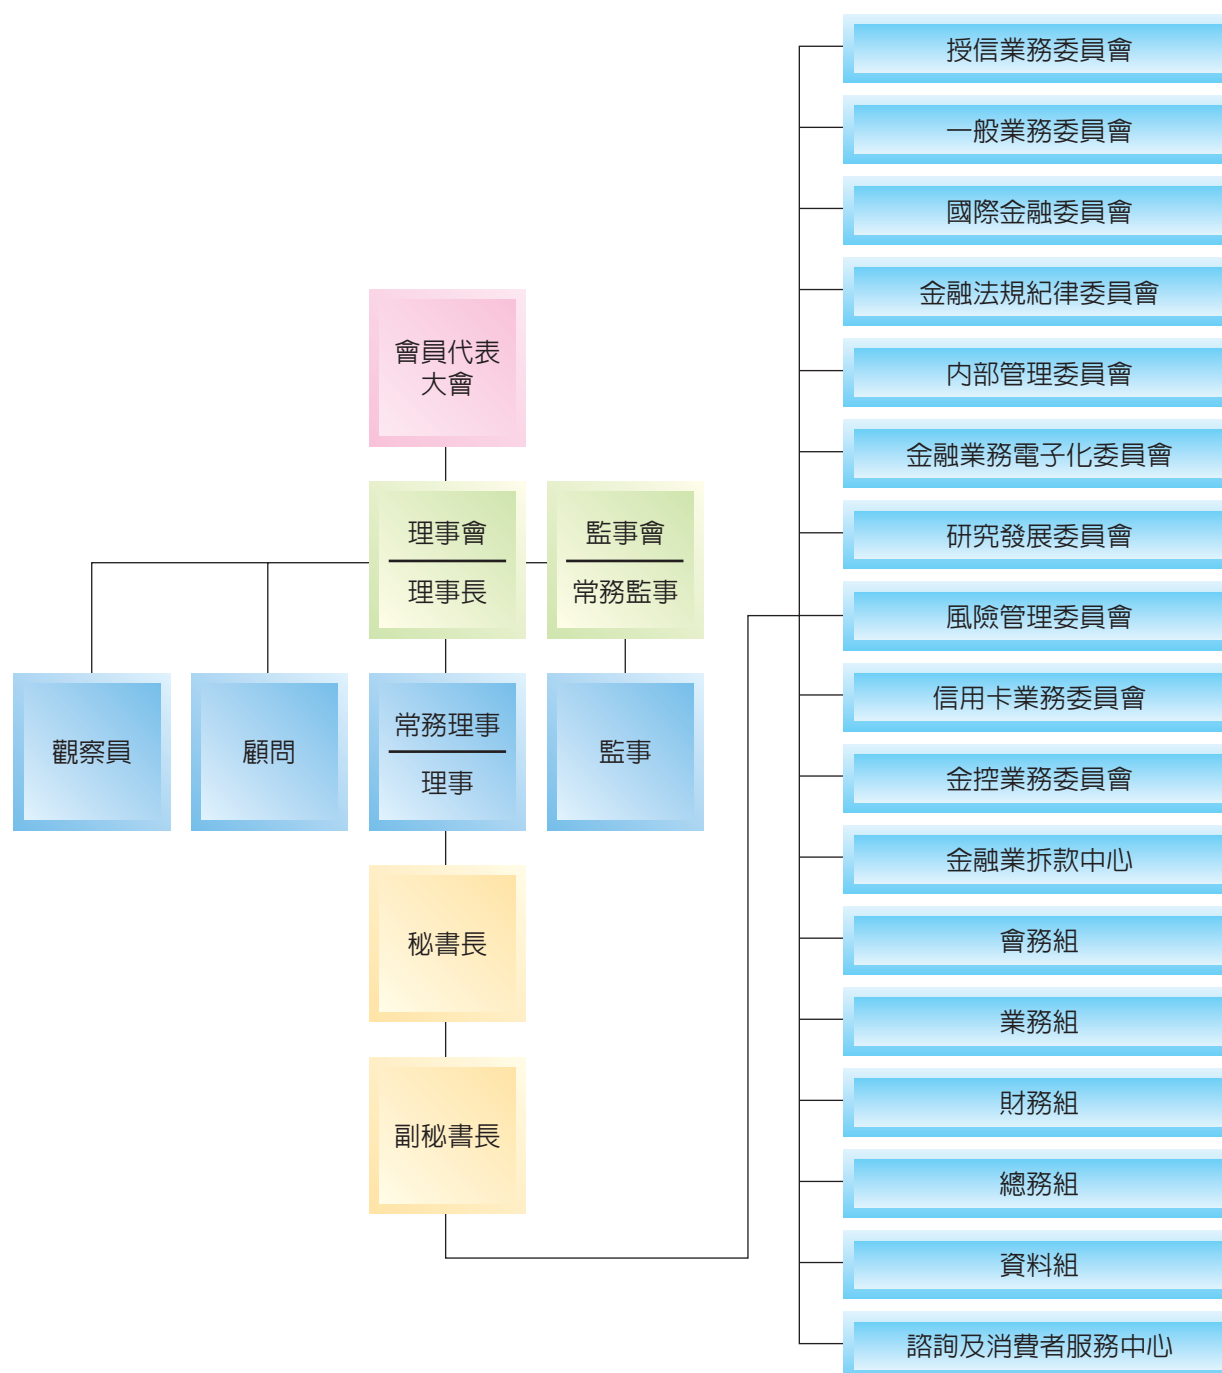 會員代表
大會
理事會
理事長
監事會
常務監事
觀察員
顧問
常務理事
理事
監事
秘書長
副秘書長
授信業務委員會
一般業務委員會
國際金融委員會
金融法規紀律委員會
內部管理委員會
金融業務電子化委員會
研究發展委員會
風險管理委員會
信用卡業務委員會
金控業務委員會
金融業拆款中心
會務組
業務組
財務組
總務組
資料組
諮詢及消費者服務中心